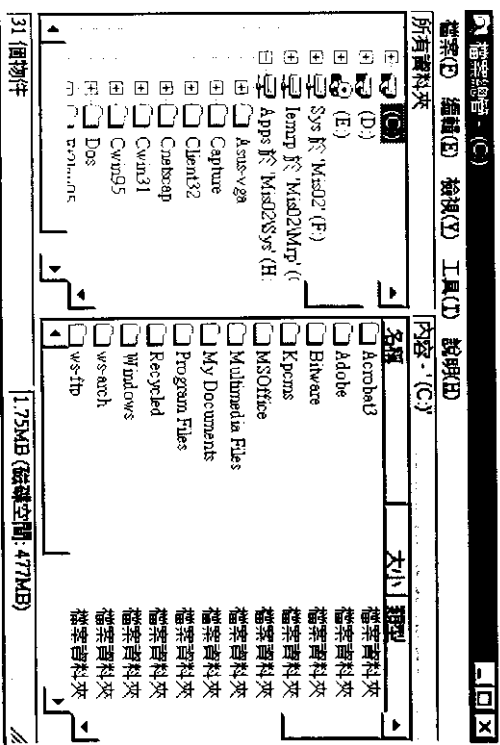 檔案總管 - (C:)
檔案(F) 編輯(E) 檢視(V) 工具(T) 說明(H)
所有資料夾
內容 - '(C:)'
(C:)
(D:)
(E:)
Sys 於 'Mis02' (F:)
Iemrp 於 'Mis02\Mrp' (
Apps 於 'Mis02\Sys' (H:
Asus-vga
Capture
Client32
Cnetscap
Cwin31
Cwin95
Dos
名稱 大小 類型
Acrobat3 檔案資料夾
Adobe 檔案資料夾
Bitware 檔案資料夾
Kpcms 檔案資料夾
MSOffice 檔案資料夾
Multimedia Files 檔案資料夾
My Documents 檔案資料夾
Program Files 檔案資料夾
Recycled 檔案資料夾
Windows 檔案資料夾
ws-arch 檔案資料夾
ws-ftp 檔案資料夾
31 個物件
1.75MB (磁碟空間: 477MB)